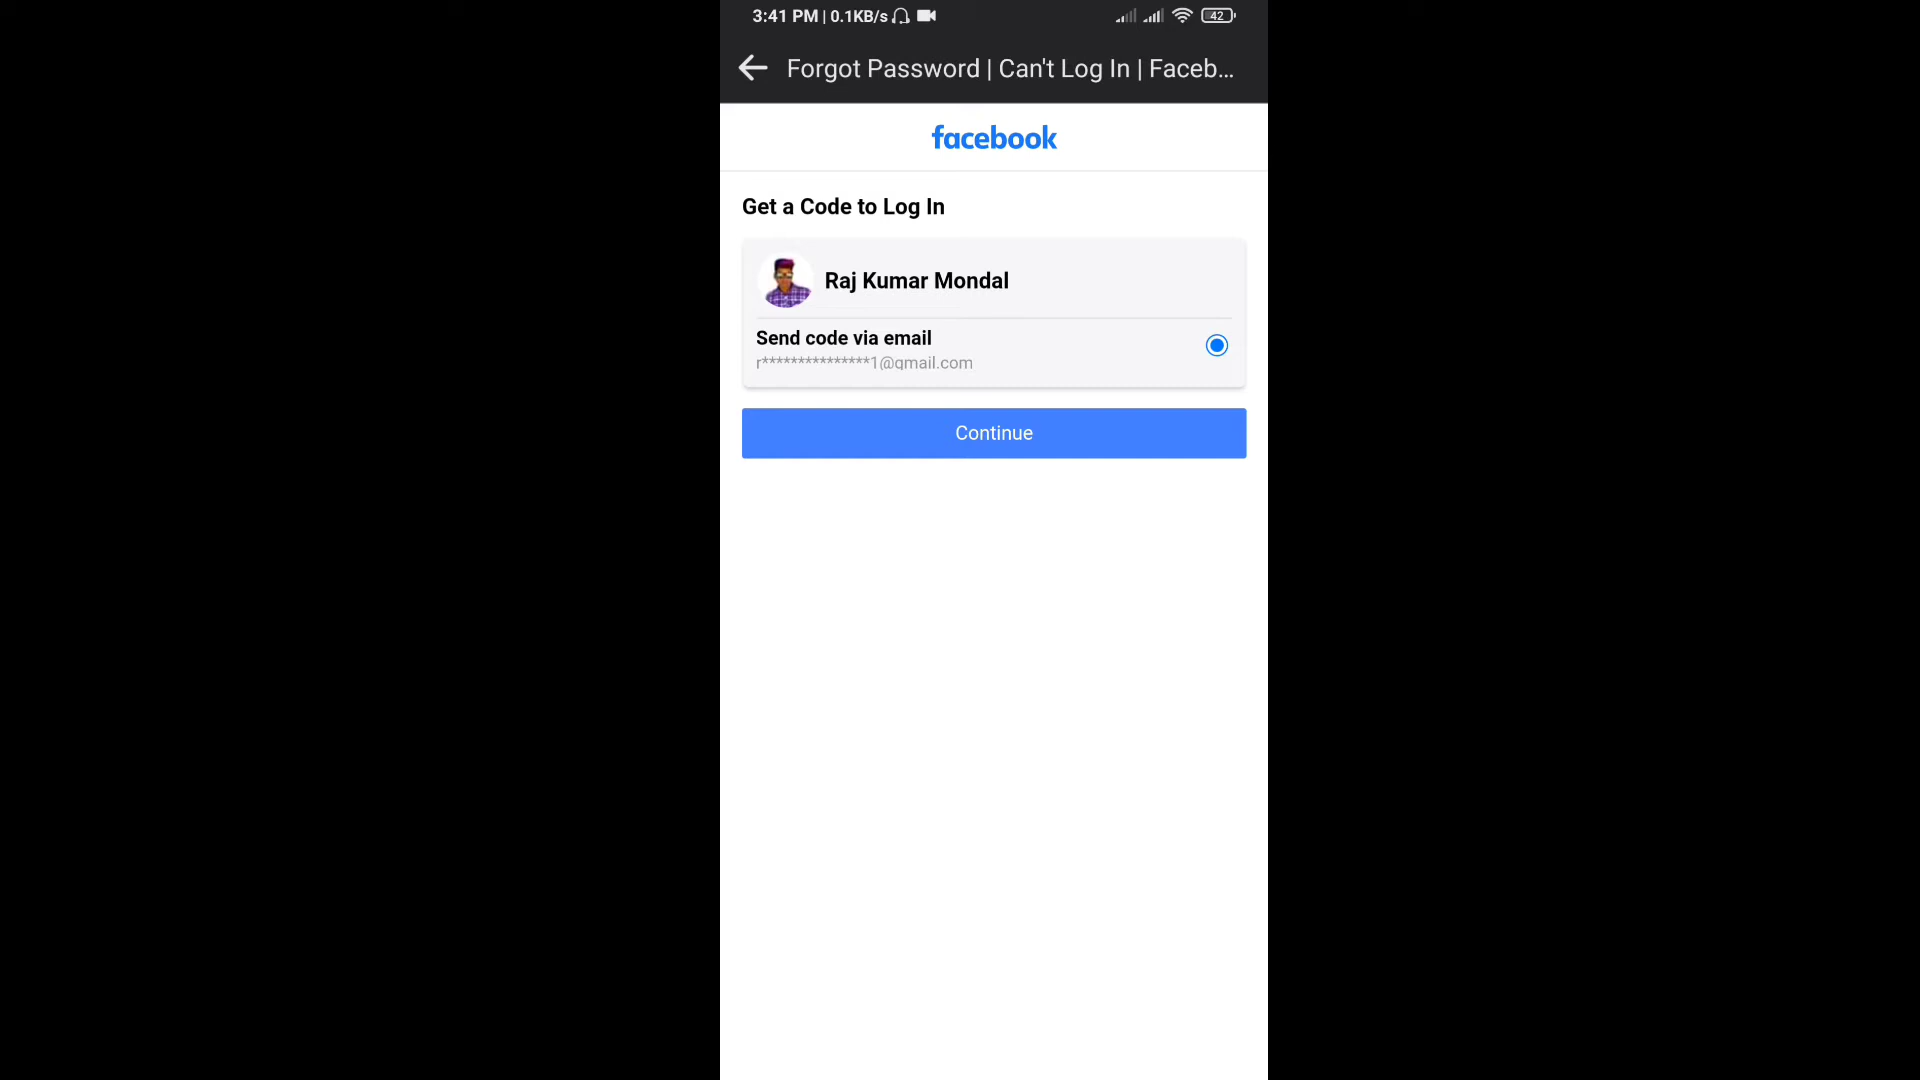 3:41 PM | 0.1KB/s 42
Forgot Password | Can't Log In | Faceb...
facebook
Get a Code to Log In
Raj Kumar Mondal
Send code via email
r***************1@gmail.com
Continue